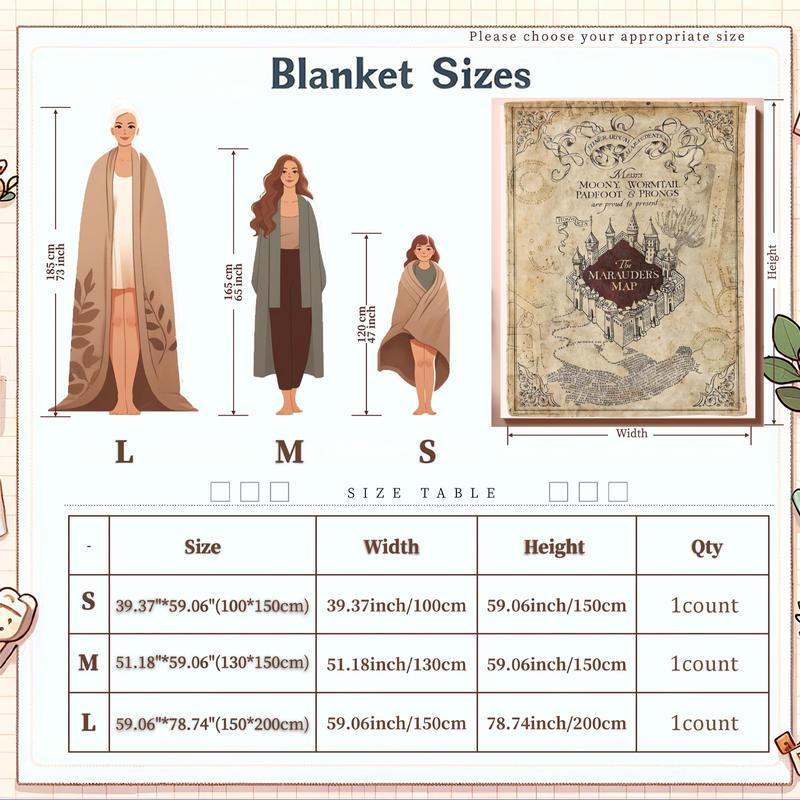 Please choose your appropriate size
Blanket Sizes
185 cm
73 inch
165 cm
65 inch
120 cm
47 inch
L
M
S
Messrs
MOONY, WORMTAIL
PADFOOT & PRONGS
are proud to present
The
MARAUDER'S
MAP
Height
Width
SIZE TABLE
- Size Width Height Qty
S 39.37"*59.06"(100*150cm) 39.37inch/100cm 59.06inch/150cm 1count
M 51.18"*59.06"(130*150cm) 51.18inch/130cm 59.06inch/150cm 1count
L 59.06"*78.74"(150*200cm) 59.06inch/150cm 78.74inch/200cm 1count